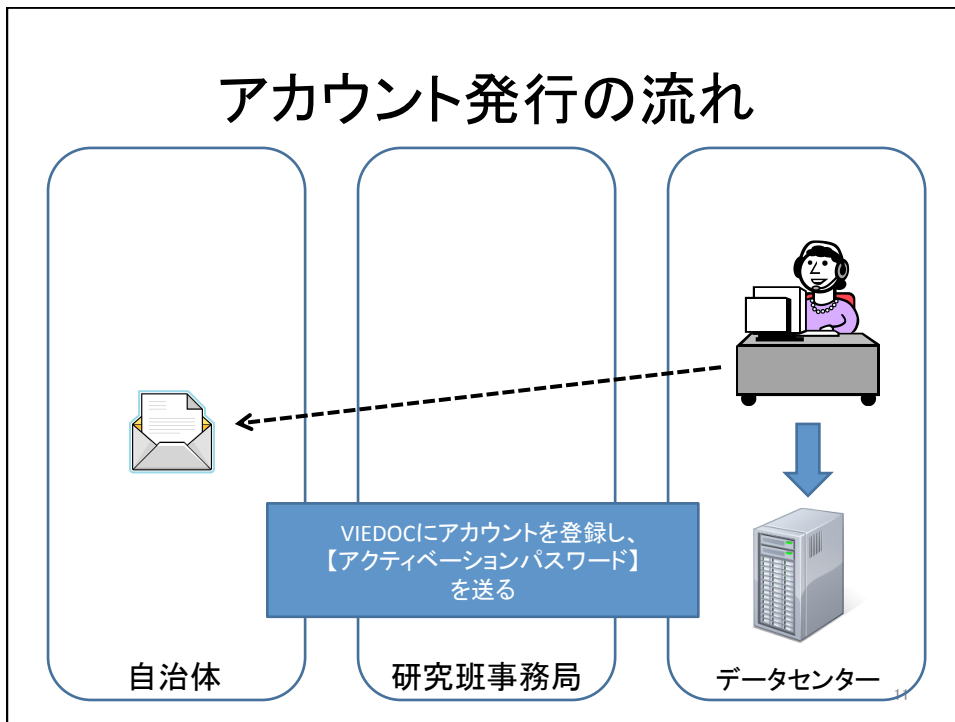 アカウント発行の流れ
VIEDOCにアカウントを登録し、
【アクティベーションパスワード】
を送る
自治体
研究班事務局
データセンター
11